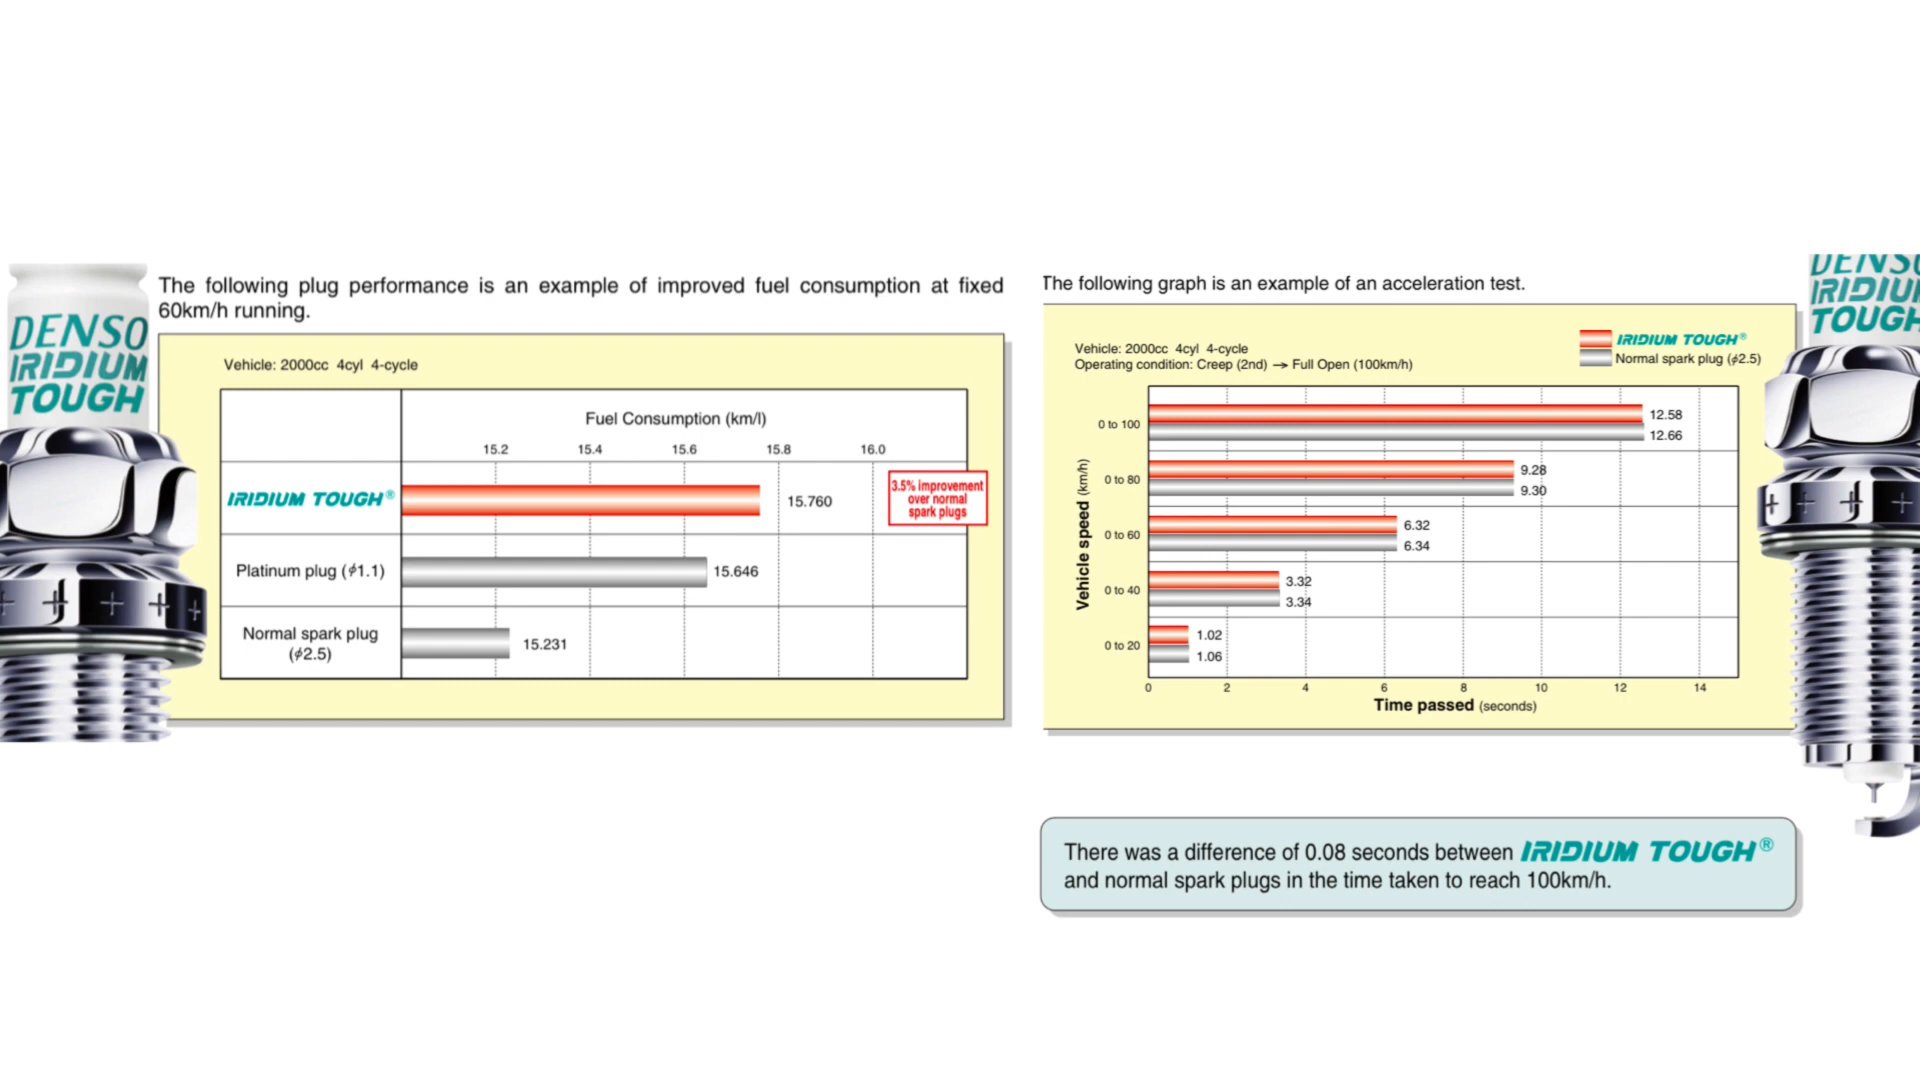 DENSO
IRIDIUM
TOUGH
The following plug performance is an example of improved fuel consumption at fixed
60km/h running.
Vehicle: 2000cc 4cyl 4-cycle
Fuel Consumption (km/l)
15.2 15.4 15.6 15.8 16.0
IRIDIUM TOUGH® 15.760
3.5% improvement
over normal
spark plugs
Platinum plug (φ1.1) 15.646
Normal spark plug
(φ2.5)
15.231
The following graph is an example of an acceleration test.
Vehicle: 2000cc 4cyl 4-cycle
Operating condition: Creep (2nd) → Full Open (100km/h)
IRIDIUM TOUGH®
Normal spark plug (φ2.5)
Vehicle speed (km/h)
0 to 100
12.58
12.66
0 to 80
9.28
9.30
0 to 60
6.32
6.34
0 to 40
3.32
3.34
0 to 20
1.02
1.06
0 2 4 6 8 10 12 14
Time passed (seconds)
DENSO
IRIDIUM
TOUGH
There was a difference of 0.08 seconds between IRIDIUM TOUGH®
and normal spark plugs in the time taken to reach 100km/h.